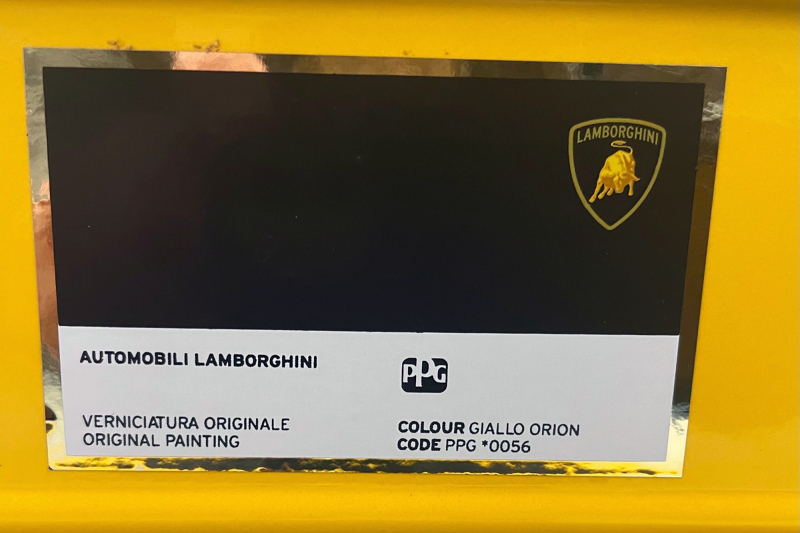 LAMBORGHINI
AUTOMOBILI LAMBORGHINI
PPG
VERNICIATURA ORIGINALE
ORIGINAL PAINTING
COLOUR GIALLO ORION
CODE PPG *0056